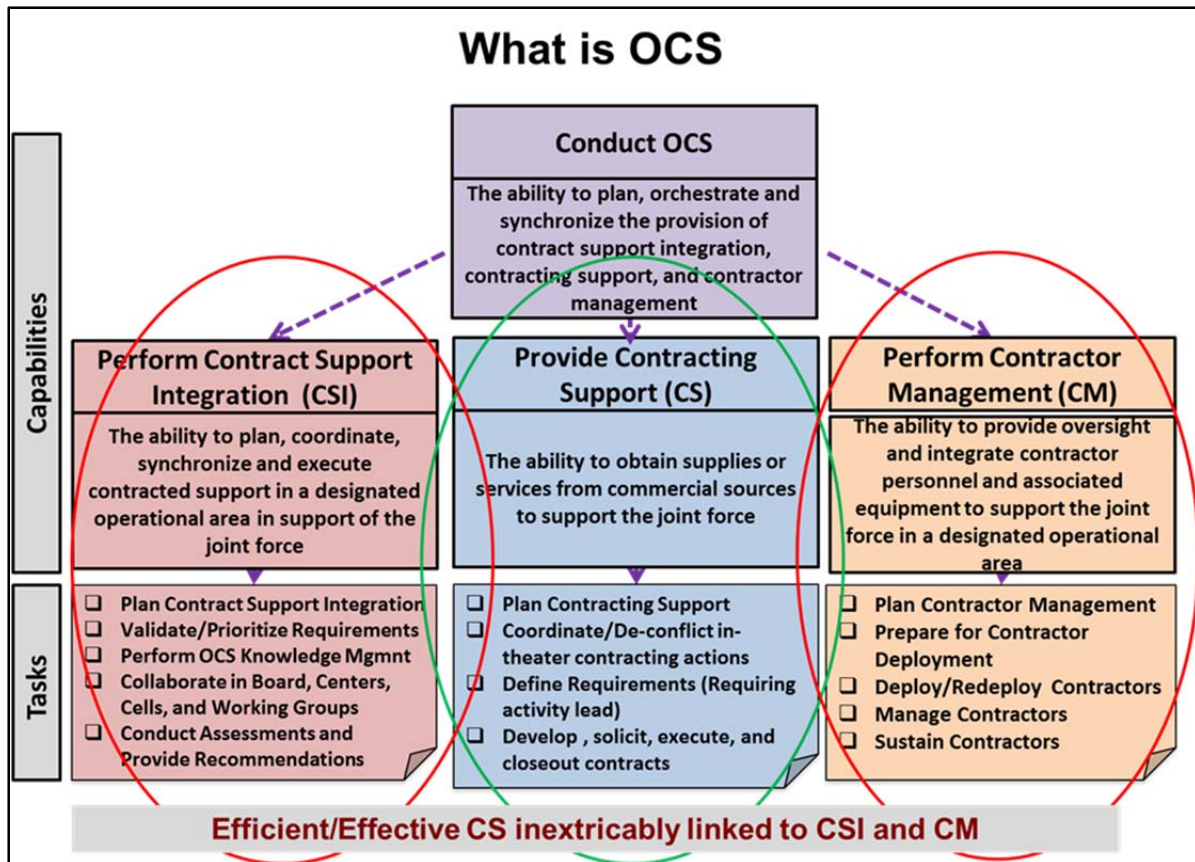 What is OCS
Capabilities
Conduct OCS
The ability to plan, orchestrate and
synchronize the provision of
contract support integration,
contracting support, and contractor
management
Perform Contract Support
Integration (CSI)
The ability to plan, coordinate,
synchronize and execute
contracted support in a designated
operational area in support of the
joint force
Provide Contracting
Support (CS)
The ability to obtain supplies or
services from commercial sources
to support the joint force
Perform Contractor
Management (CM)
The ability to provide oversight
and integrate contractor
personnel and associated
equipment to support the joint
force in a designated operational
area
Tasks
❑ Plan Contract Support Integration
❑ Validate/Prioritize Requirements
❑ Perform OCS Knowledge Mgmnt
❑ Collaborate in Board, Centers,
Cells, and Working Groups
❑ Conduct Assessments and
Provide Recommendations
❑ Plan Contracting Support
❑ Coordinate/De-conflict in-
theater contracting actions
❑ Define Requirements (Requiring
activity lead)
❑ Develop , solicit, execute, and
closeout contracts
❑ Plan Contractor Management
❑ Prepare for Contractor
Deployment
❑ Deploy/Redeploy Contractors
❑ Manage Contractors
❑ Sustain Contractors
Efficient/Effective CS inextricably linked to CSI and CM